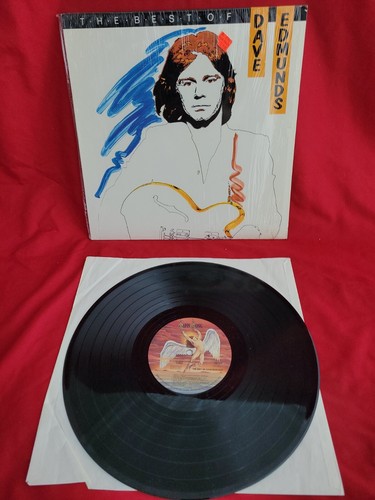 THE BEST OF
DAVE
EDMUNDS